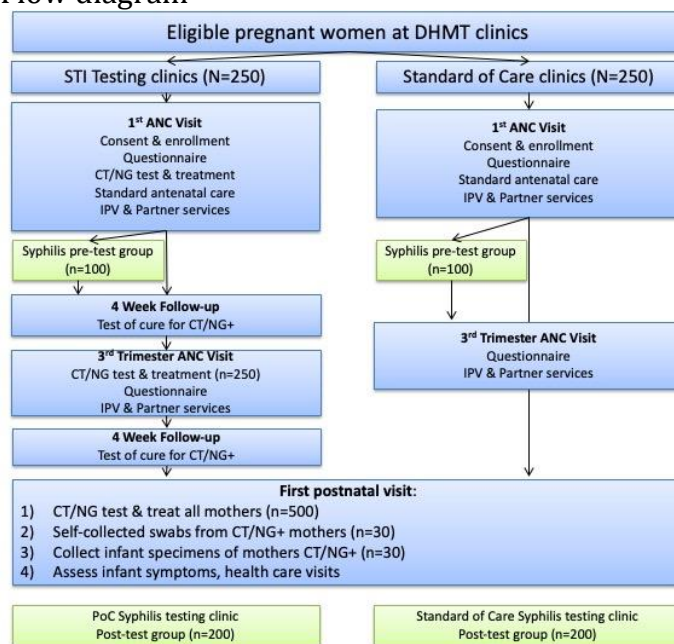 Flow diagram
Eligible pregnant women at DHMT clinics
STI Testing clinics (N=250)
Standard of Care clinics (N=250)
1st ANC Visit
Consent & enrollment
Questionnaire
CT/NG test & treatment
Standard antenatal care
IPV & Partner services
1st ANC Visit
Consent & enrollment
Questionnaire
Standard antenatal care
IPV & Partner services
Syphilis pre-test group
(n=100)
Syphilis pre-test group
(n=100)
4 Week Follow-up
Test of cure for CT/NG+
3rd Trimester ANC Visit
CT/NG test & treatment (n=250)
Questionnaire
IPV & Partner services
3rd Trimester ANC Visit
Questionnaire
IPV & Partner services
4 Week Follow-up
Test of cure for CT/NG+
First postnatal visit:
1) CT/NG test & treat all mothers (n=500)
2) Self-collected swabs from CT/NG+ mothers (n=30)
3) Collect infant specimens of mothers CT/NG+ (n=30)
4) Assess infant symptoms, health care visits
PoC Syphilis testing clinic
Post-test group (n=200)
Standard of Care Syphilis testing clinic
Post-test group (n=200)